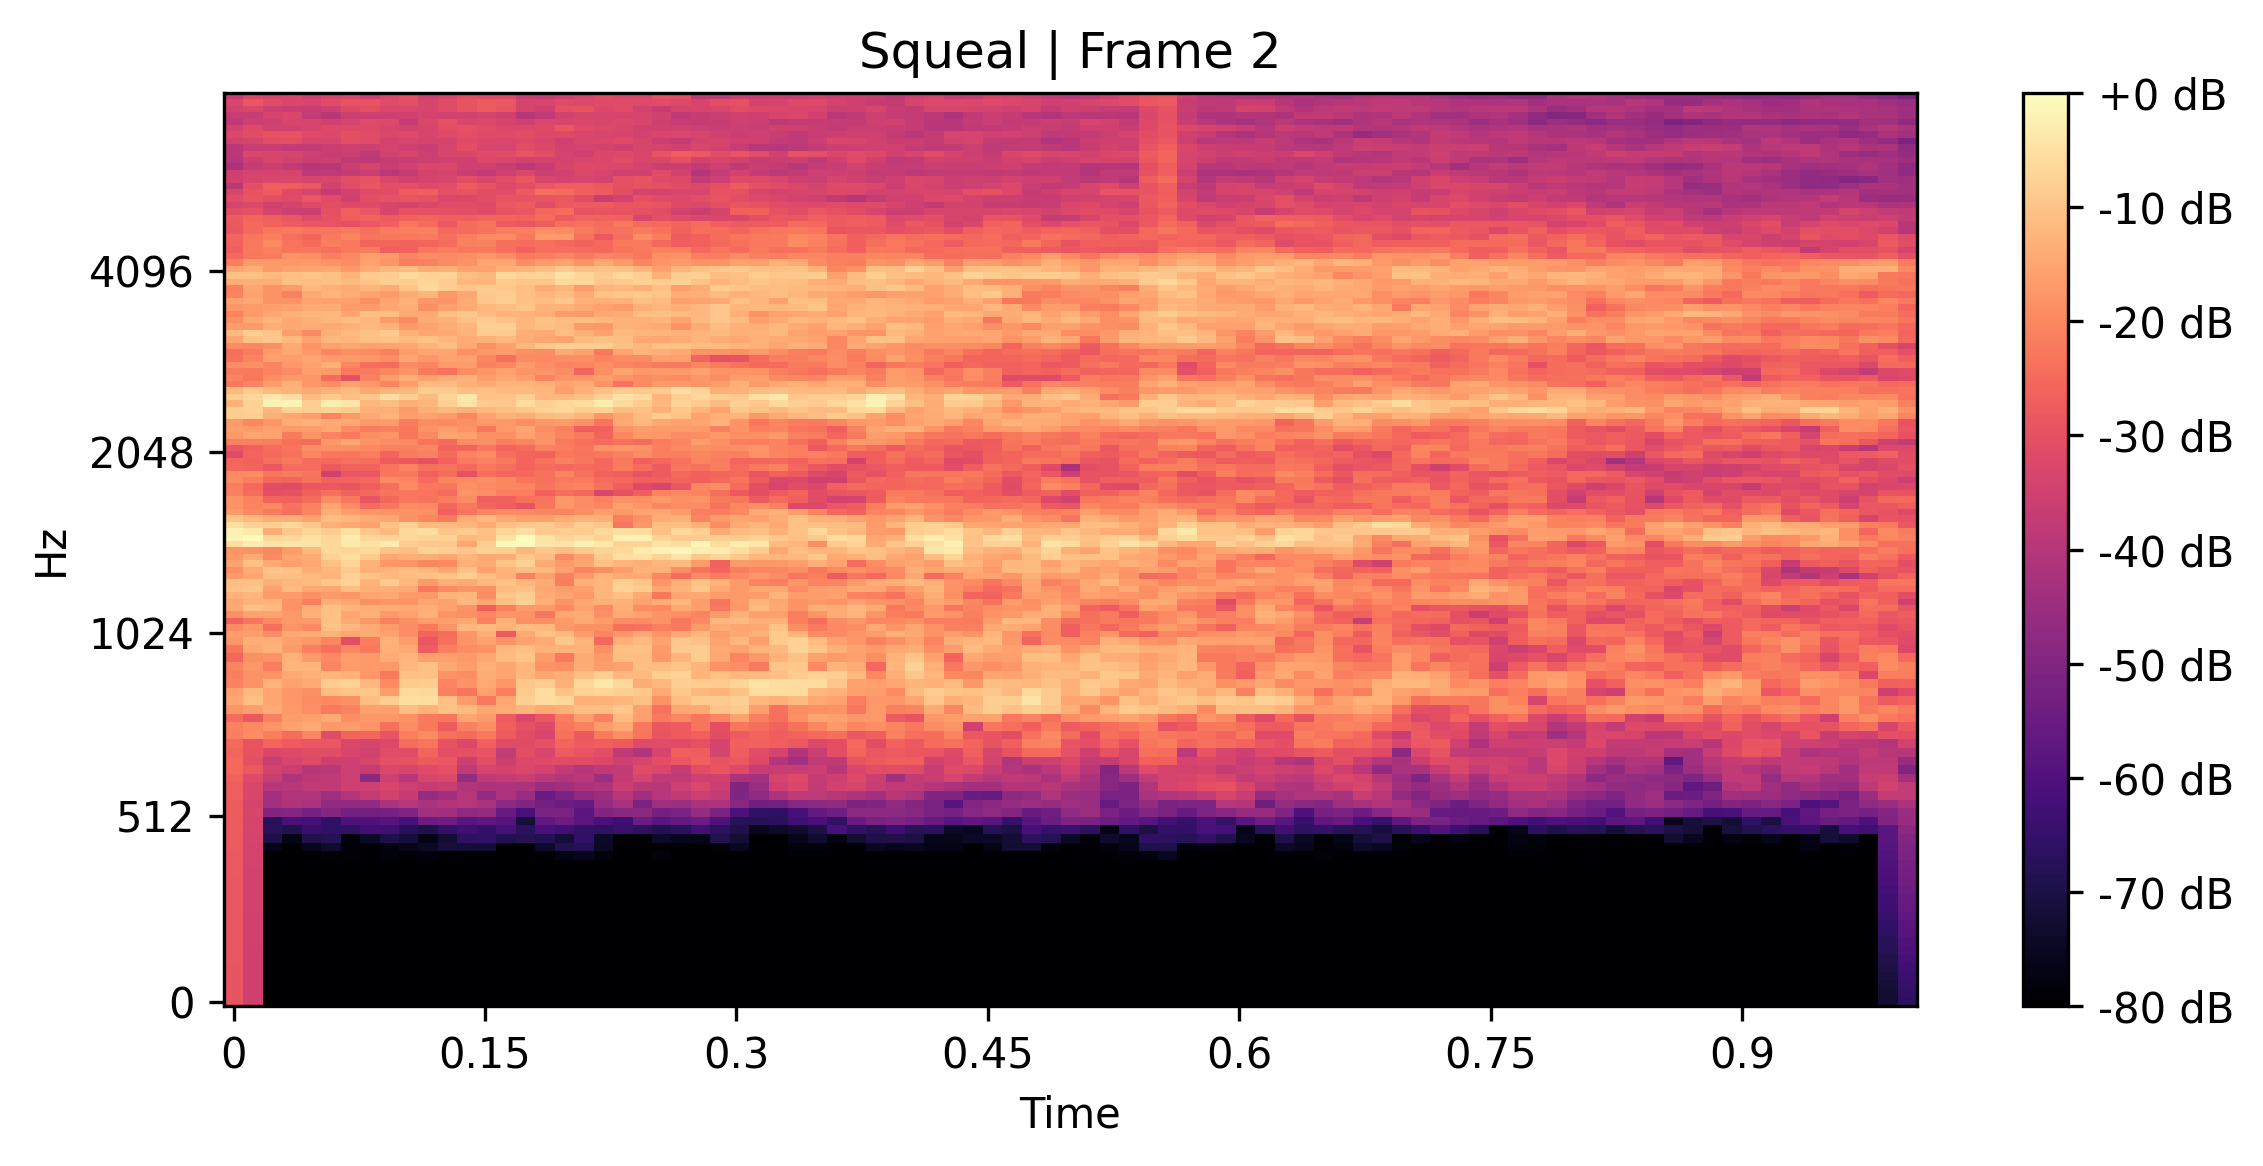 Squeal | Frame 2
Hz
4096
2048
1024
512
0
0 0.15 0.3 0.45 0.6 0.75 0.9
Time
+0 dB
-10 dB
-20 dB
-30 dB
-40 dB
-50 dB
-60 dB
-70 dB
-80 dB